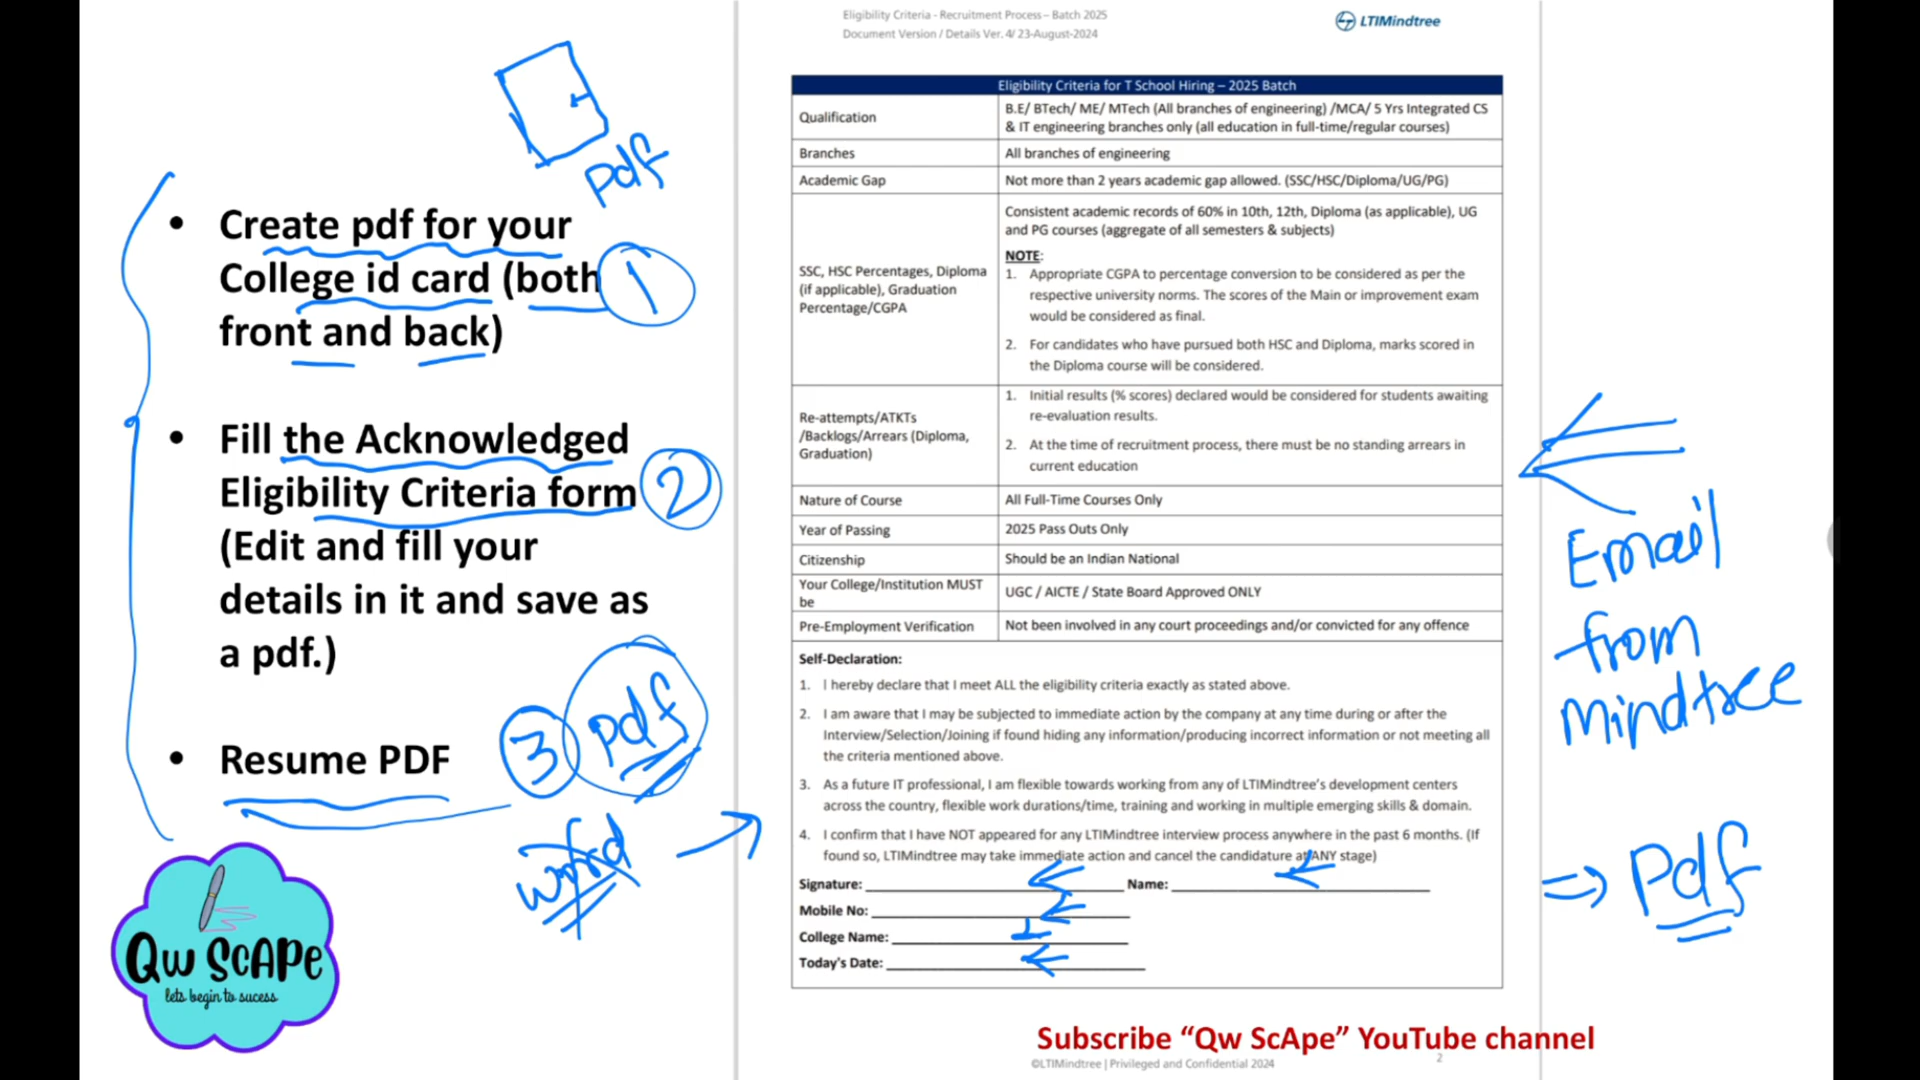 pdf
• Create pdf for your
College id card (both
front and back)
1
• Fill the Acknowledged
Eligibility Criteria form
(Edit and fill your
details in it and save as
a pdf.)
2
• Resume PDF
3
pdf
word
Qw ScAPe
lets begin to sucess
Eligibility Criteria - Recruitment Process – Batch 2025
Document Version / Details Ver. 4/ 23-August-2024
LTIMindtree
Eligibility Criteria for T School Hiring – 2025 Batch
Qualification
B.E/ BTech/ ME/ MTech (All branches of engineering) /MCA/ 5 Yrs Integrated CS
& IT engineering branches only (all education in full-time/regular courses)
Branches
All branches of engineering
Academic Gap
Not more than 2 years academic gap allowed. (SSC/HSC/Diploma/UG/PG)
SSC, HSC Percentages, Diploma
(if applicable), Graduation
Percentage/CGPA
Consistent academic records of 60% in 10th, 12th, Diploma (as applicable), UG
and PG courses (aggregate of all semesters & subjects)
NOTE:
1. Appropriate CGPA to percentage conversion to be considered as per the
respective university norms. The scores of the Main or improvement exam
would be considered as final.
2. For candidates who have pursued both HSC and Diploma, marks scored in
the Diploma course will be considered.
Re-attempts/ATKTs
/Backlogs/Arrears (Diploma,
Graduation)
1. Initial results (% scores) declared would be considered for students awaiting
re-evaluation results.
2. At the time of recruitment process, there must be no standing arrears in
current education
Nature of Course
All Full-Time Courses Only
Year of Passing
2025 Pass Outs Only
Citizenship
Should be an Indian National
Your College/Institution MUST
be
UGC / AICTE / State Board Approved ONLY
Pre-Employment Verification
Not been involved in any court proceedings and/or convicted for any offence
Self-Declaration:
1. I hereby declare that I meet ALL the eligibility criteria exactly as stated above.
2. I am aware that I may be subjected to immediate action by the company at any time during or after the
Interview/Selection/Joining if found hiding any information/producing incorrect information or not meeting all
the criteria mentioned above.
3. As a future IT professional, I am flexible towards working from any of LTIMindtree's development centers
across the country, flexible work durations/time, training and working in multiple emerging skills & domain.
4. I confirm that I have NOT appeared for any LTIMindtree interview process anywhere in the past 6 months. (If
found so, LTIMindtree may take immediate action and cancel the candidature at ANY stage)
Signature: Name:
Mobile No:
College Name:
Today's Date:
Email
from
Mindtree
Pdf
Subscribe “Qw ScApe” YouTube channel
©LTIMindtree | Privileged and Confidential 2024
2